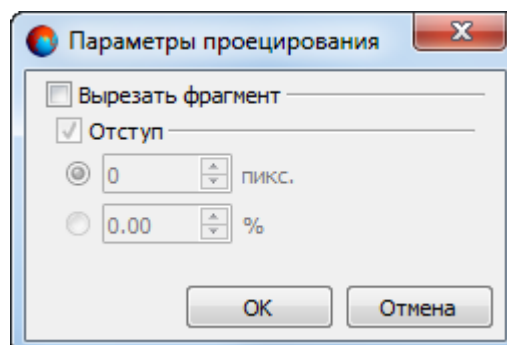 Параметры проецирования
Вырезать фрагмент
Отступ
0 пикс.
0.00 %
OK Отмена